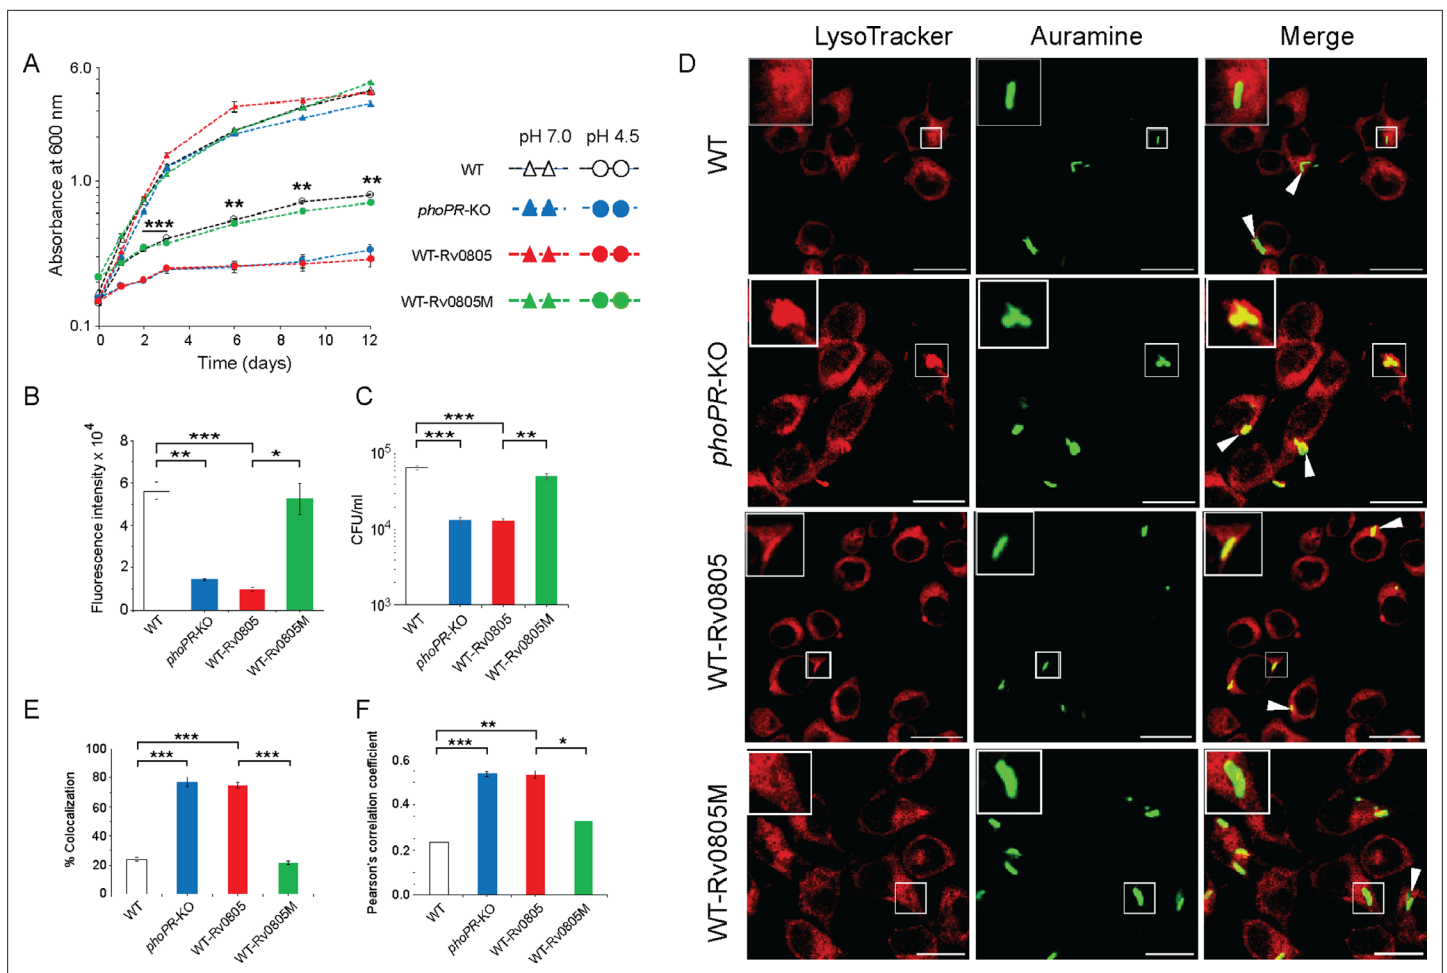 A
6.0
1.0
0.1
Absorbance at 600 nm
***
**
**
**
0 2 4 6 8 10 12
Time (days)
pH 7.0 pH 4.5
WT
phoPR-KO
WT-Rv0805
WT-Rv0805M
B
Fluorescence intensity x 10⁴
8
6
4
2
0
***
**
*
WT
phoPR-KO
WT-Rv0805
WT-Rv0805M
C
CFU/ml
10⁵
10⁴
10³
***
***
**
WT
phoPR-KO
WT-Rv0805
WT-Rv0805M
D
LysoTracker Auramine Merge
WT
phoPR-KO
WT-Rv0805
WT-Rv0805M
E
% Colocalization
100
80
60
40
20
0
***
***
***
WT
phoPR-KO
WT-Rv0805
WT-Rv0805M
F
Pearson's correlation coefficient
0.6
0.4
0.2
0.0
**
***
*
WT
phoPR-KO
WT-Rv0805
WT-Rv0805M